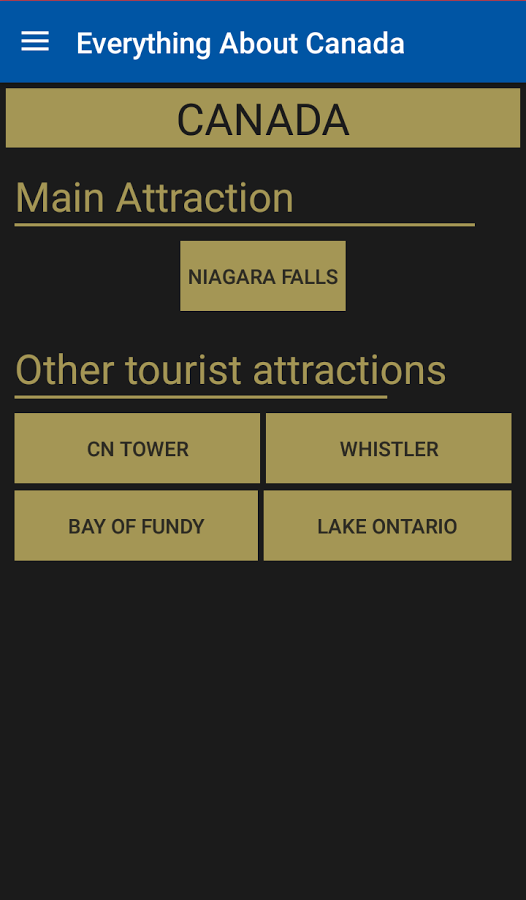 Everything About Canada
CANADA
Main Attraction
NIAGARA FALLS
Other tourist attractions
CN TOWER
WHISTLER
BAY OF FUNDY
LAKE ONTARIO